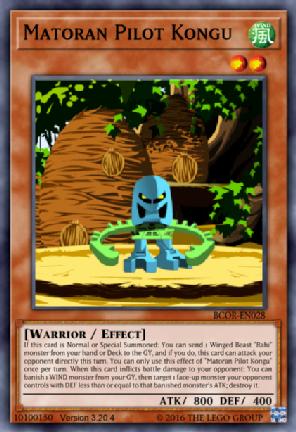 MATORAN PILOT KONGU
WIND
風
BCOR-EN028
[WARRIOR / EFFECT]
If this card is Normal or Special Summoned: You can send 1 Winged Beast "Rahi"
monster from your hand or Deck to the GY, and if you do, this card can attack your
opponent directly this turn. You can only use this effect of "Matoran Pilot Kongu"
once per turn. When this card inflicts battle damage to your opponent: You can
banish 1 WIND monster from your GY, then target 1 face-up monster your opponent
controls with DEF less than or equal to that banished monster's ATK; destroy it.
ATK/ 800 DEF/ 400
10100150 Version 3.20.4 ©2016 THE LEGO GROUP